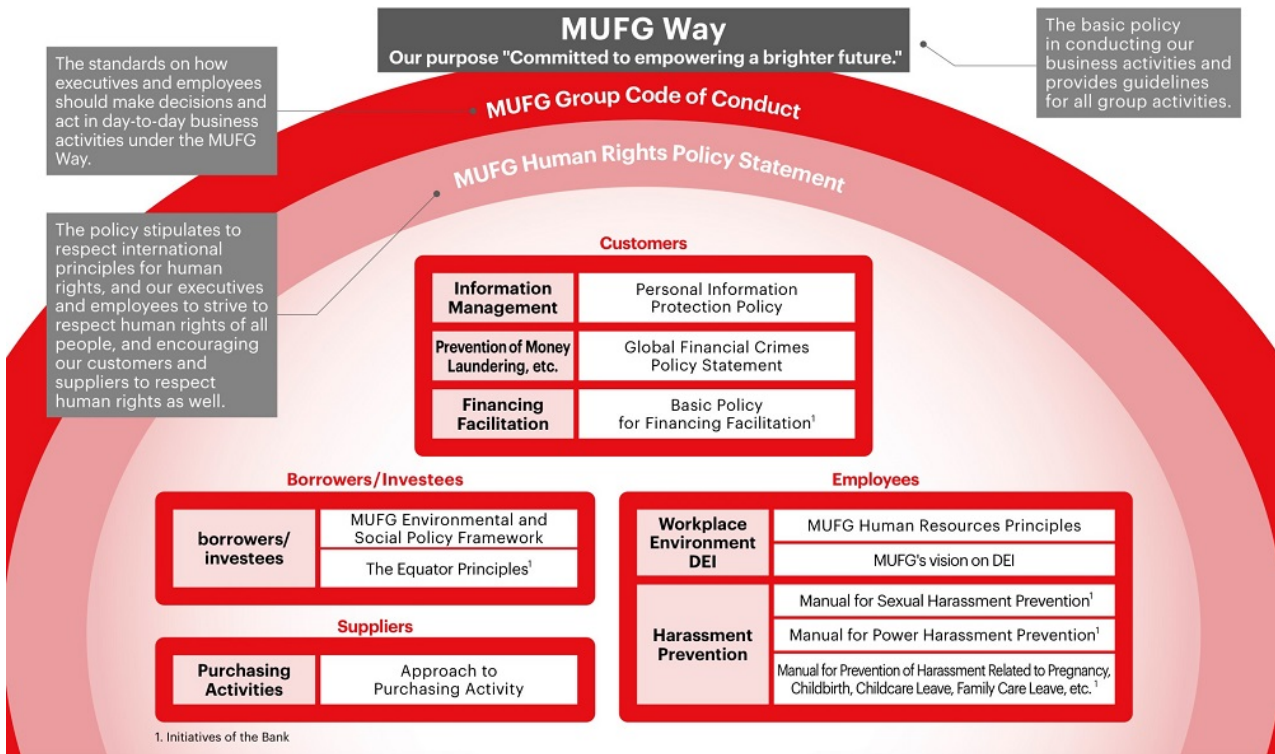 MUFG Way
Our purpose "Committed to empowering a brighter future."
The basic policy
in conducting our
business activities and
provides guidelines
for all group activities.
The standards on how
executives and employees
should make decisions and
act in day-to-day business
activities under the MUFG
Way.
MUFG Group Code of Conduct
MUFG Human Rights Policy Statement
The policy stipulates to
respect international
principles for human
rights, and our executives
and employees to strive to
respect human rights of all
people, and encouraging
our customers and
suppliers to respect
human rights as well.
Customers
Information
Management
Personal Information
Protection Policy
Prevention of Money
Laundering, etc.
Global Financial Crimes
Policy Statement
Financing
Facilitation
Basic Policy
for Financing Facilitation¹
Borrowers/Investees
borrowers/
investees
MUFG Environmental and
Social Policy Framework
The Equator Principles¹
Suppliers
Purchasing
Activities
Approach to
Purchasing Activity
Employees
Workplace
Environment
DEI
MUFG Human Resources Principles
MUFG's vision on DEI
Harassment
Prevention
Manual for Sexual Harassment Prevention¹
Manual for Power Harassment Prevention¹
Manual for Prevention of Harassment Related to Pregnancy,
Childbirth, Childcare Leave, Family Care Leave, etc. ¹
1. Initiatives of the Bank